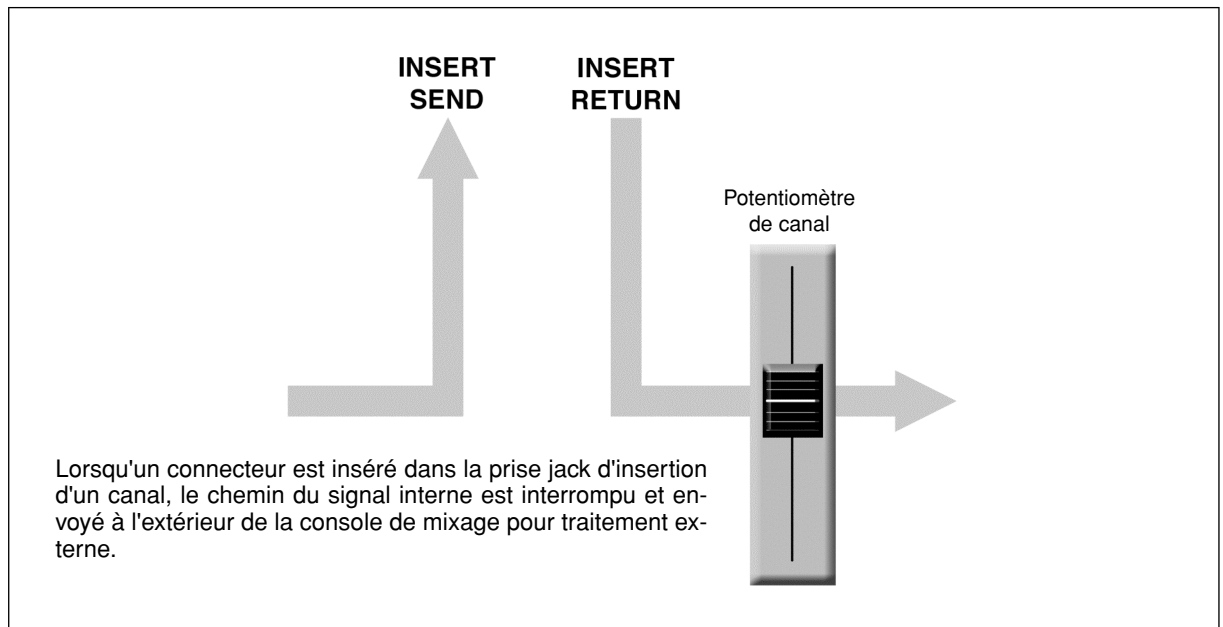 INSERT
SEND
INSERT
RETURN
Potentiomètre
de canal
Lorsqu'un connecteur est inséré dans la prise jack d'insertion
d'un canal, le chemin du signal interne est interrompu et en-
voyé à l'extérieur de la console de mixage pour traitement ex-
terne.